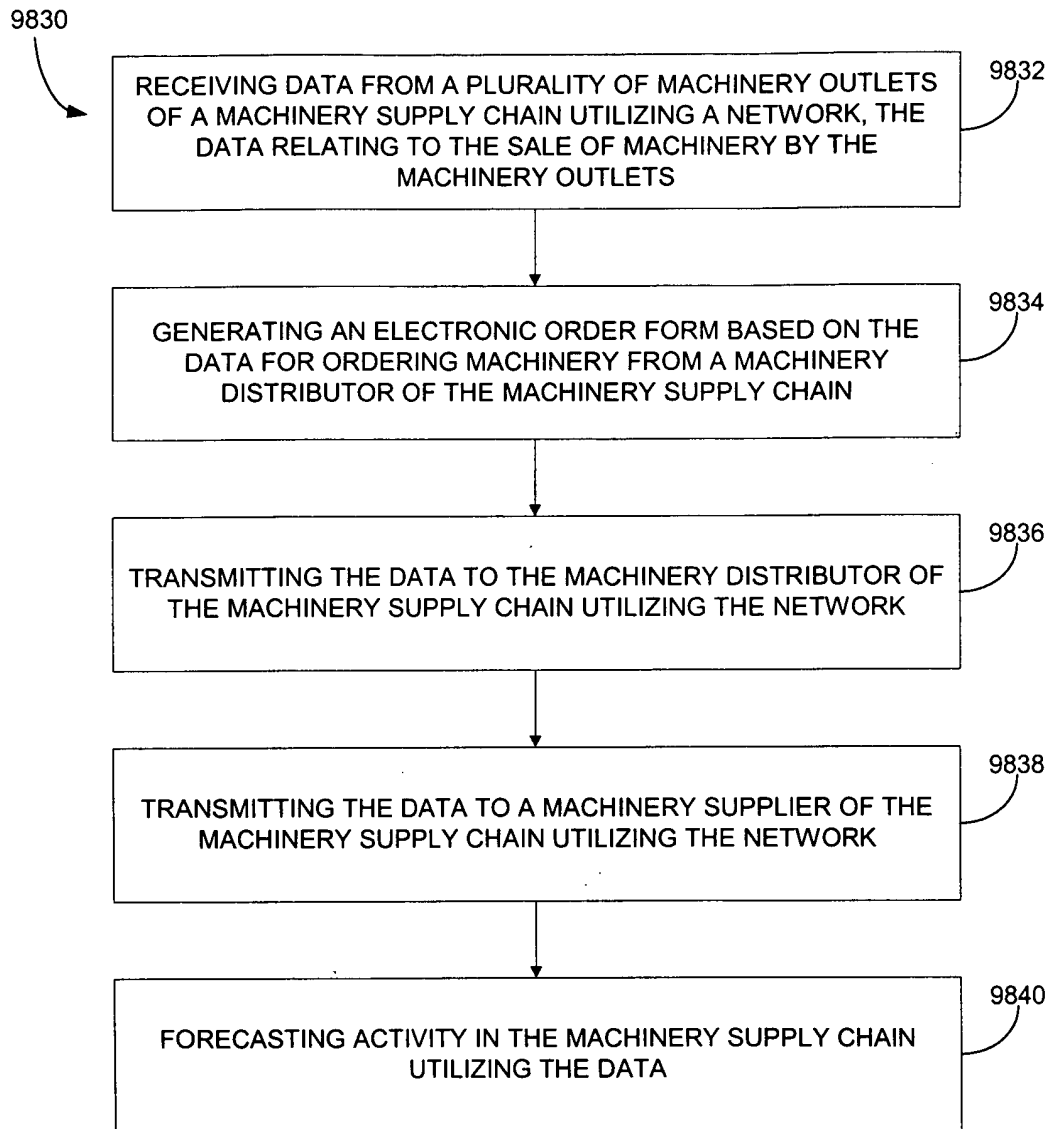 9830
RECEIVING DATA FROM A PLURALITY OF MACHINERY OUTLETS
OF A MACHINERY SUPPLY CHAIN UTILIZING A NETWORK, THE
DATA RELATING TO THE SALE OF MACHINERY BY THE
MACHINERY OUTLETS
9832
GENERATING AN ELECTRONIC ORDER FORM BASED ON THE
DATA FOR ORDERING MACHINERY FROM A MACHINERY
DISTRIBUTOR OF THE MACHINERY SUPPLY CHAIN
9834
TRANSMITTING THE DATA TO THE MACHINERY DISTRIBUTOR OF
THE MACHINERY SUPPLY CHAIN UTILIZING THE NETWORK
9836
TRANSMITTING THE DATA TO A MACHINERY SUPPLIER OF THE
MACHINERY SUPPLY CHAIN UTILIZING THE NETWORK
9838
FORECASTING ACTIVITY IN THE MACHINERY SUPPLY CHAIN
UTILIZING THE DATA
9840